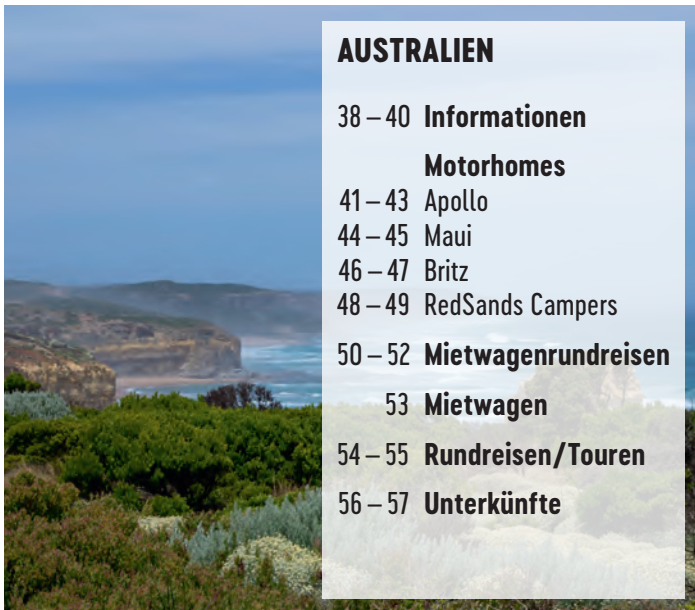 AUSTRALIEN
38 – 40 Informationen
Motorhomes
41 – 43 Apollo
44 – 45 Maui
46 – 47 Britz
48 – 49 RedSands Campers
50 – 52 Mietwagenrundreisen
53 Mietwagen
54 – 55 Rundreisen/Touren
56 – 57 Unterkünfte